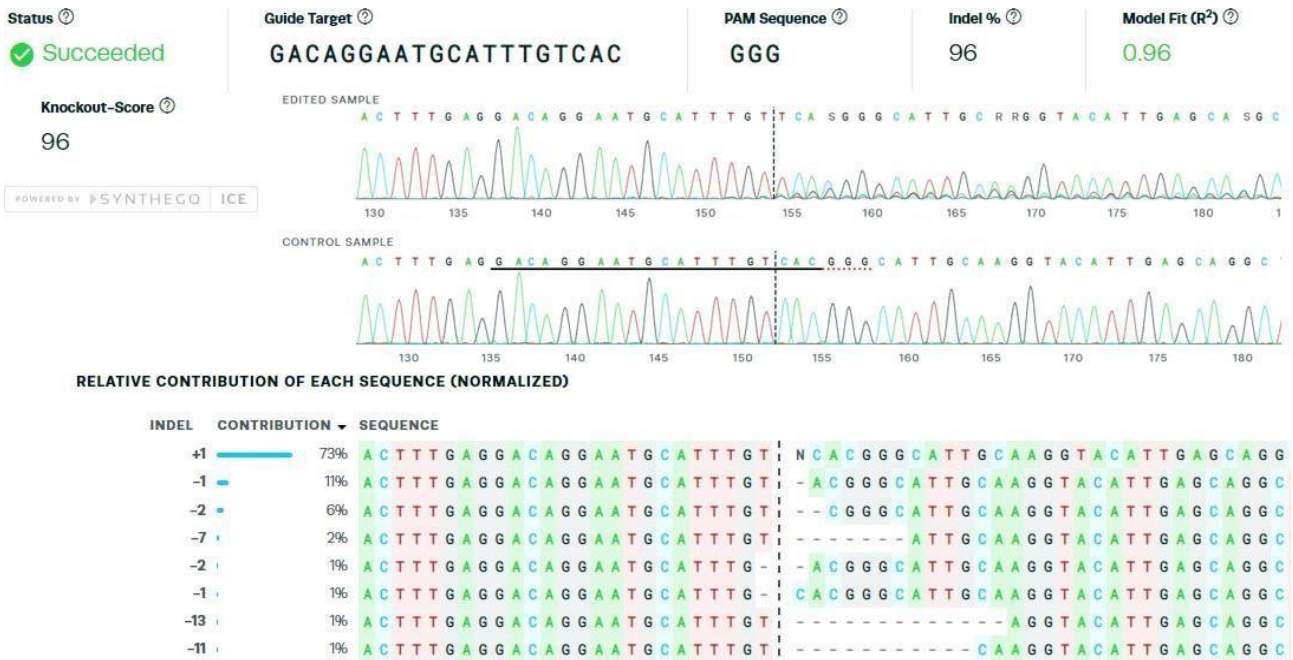 Status ? Guide Target ? PAM Sequence ? Indel % ? Model Fit (R²) ?
Succeeded GACAGGAATGCATTTGTCAC GGG 96 0.96
Knockout-Score ?
96
POWERED BY SYNTHEGO ICE
EDITED SAMPLE
A C T T T G A G G A C A G G A A T G C A T T T G T T C A S G G G C A T T G C R R G G T A C A T T G A G C A S G C
130 135 140 145 150 155 160 165 170 175 180 1
CONTROL SAMPLE
A C T T T G A G G A C A G G A A T G C A T T T G T C A C G G G C A T T G C A A G G T A C A T T G A G C A G G C
130 135 140 145 150 155 160 165 170 175 180
RELATIVE CONTRIBUTION OF EACH SEQUENCE (NORMALIZED)
INDEL CONTRIBUTION SEQUENCE
+1 73% A C T T T G A G G A C A G G A A T G C A T T T G T N C A C G G G C A T T G C A A G G T A C A T T G A G C A G G
-1 11% A C T T T G A G G A C A G G A A T G C A T T T G T - A C G G G C A T T G C A A G G T A C A T T G A G C A G G C
-2 6% A C T T T G A G G A C A G G A A T G C A T T T G T - - C G G G C A T T G C A A G G T A C A T T G A G C A G G C
-7 2% A C T T T G A G G A C A G G A A T G C A T T T G T - - - - - - - A T T G C A A G G T A C A T T G A G C A G G C
-2 1% A C T T T G A G G A C A G G A A T G C A T T T G - - A C G G G C A T T G C A A G G T A C A T T G A G C A G G C
-1 1% A C T T T G A G G A C A G G A A T G C A T T T G - C A C G G G C A T T G C A A G G T A C A T T G A G C A G G C
-13 1% A C T T T G A G G A C A G G A A T G C A T T T G T - - - - - - - - - - - - - A G G T A C A T T G A G C A G G C
-11 1% A C T T T G A G G A C A G G A A T G C A T T T G T - - - - - - - - - - - C A A G G T A C A T T G A G C A G G C